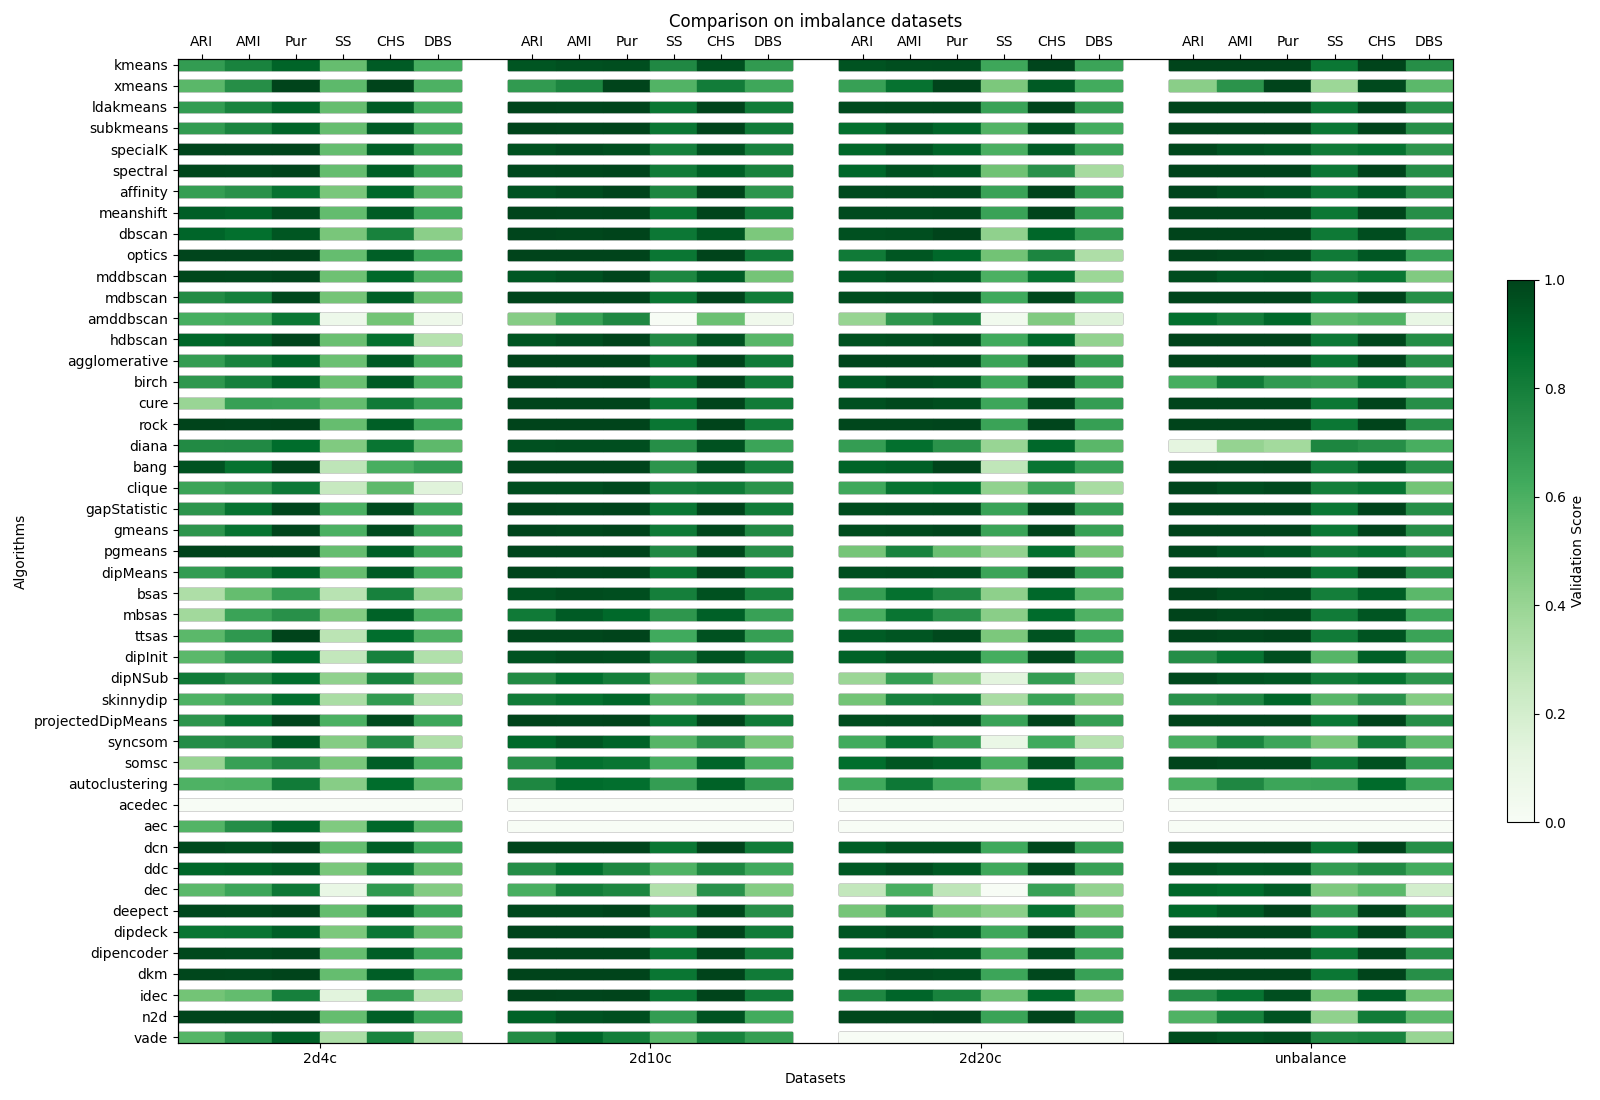 Comparison on imbalance datasets
ARI AMI Pur SS CHS DBS ARI AMI Pur SS CHS DBS ARI AMI Pur SS CHS DBS ARI AMI Pur SS CHS DBS
kmeans
xmeans
ldakmeans
subkmeans
specialK
spectral
affinity
meanshift
dbscan
optics
mddbscan
mdbscan
amddbscan
hdbscan
agglomerative
birch
cure
rock
diana
bang
clique
gapStatistic
gmeans
pgmeans
dipMeans
bsas
mbsas
ttsas
dipInit
dipNSub
skinnydip
projectedDipMeans
syncsom
somsc
autoclustering
acedec
aec
dcn
ddc
dec
deepect
dipdeck
dipencoder
dkm
idec
n2d
vade
Algorithms
2d4c 2d10c 2d20c unbalance
Datasets
1.0
0.8
0.6
0.4
0.2
0.0
Validation Score